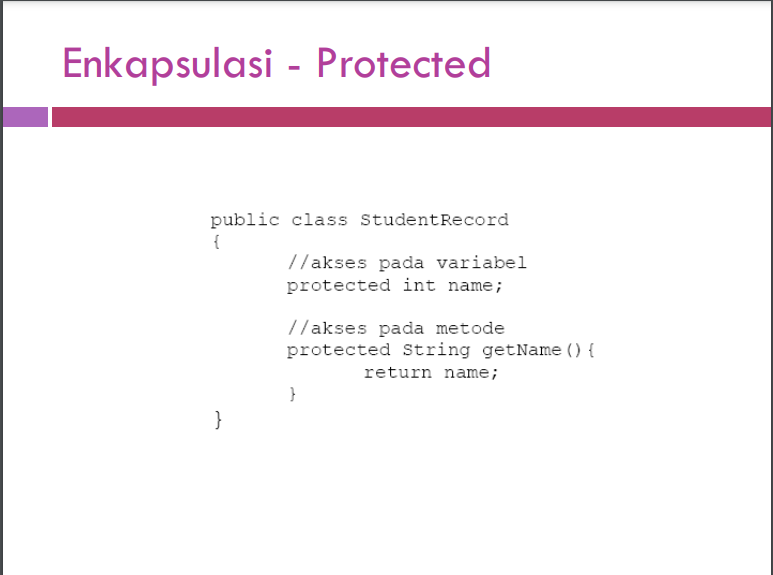 Enkapsulasi - Protected
public class StudentRecord
{
//akses pada variabel
protected int name;
//akses pada metode
protected String getName(){
return name;
}
}